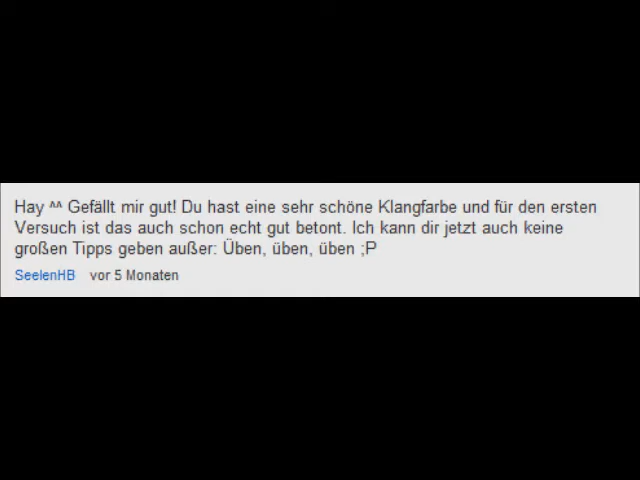 Hay ^^ Gefällt mir gut! Du hast eine sehr schöne Klangfarbe und für den ersten
Versuch ist das auch schon echt gut betont. Ich kann dir jetzt auch keine
großen Tipps geben außer: Üben, üben, üben ;P
SeelenHB vor 5 Monaten